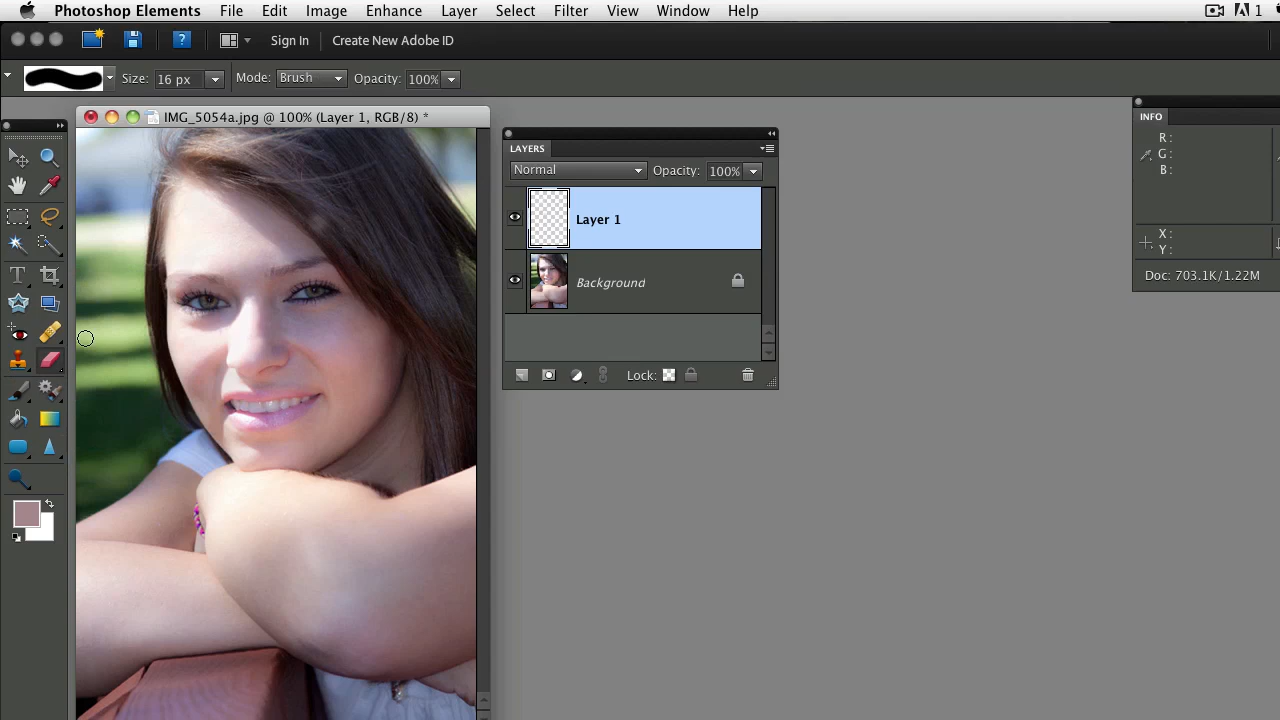 Photoshop Elements File Edit Image Enhance Layer Select Filter View Window Help 1
Sign In Create New Adobe ID
Size: 16 px Mode: Brush Opacity: 100%
IMG_5054a.jpg @ 100% (Layer 1, RGB/8) *
LAYERS
Normal Opacity: 100%
Layer 1
Background
Lock:
INFO
R :
G :
B :
X :
Y :
Doc: 703.1K/1.22M